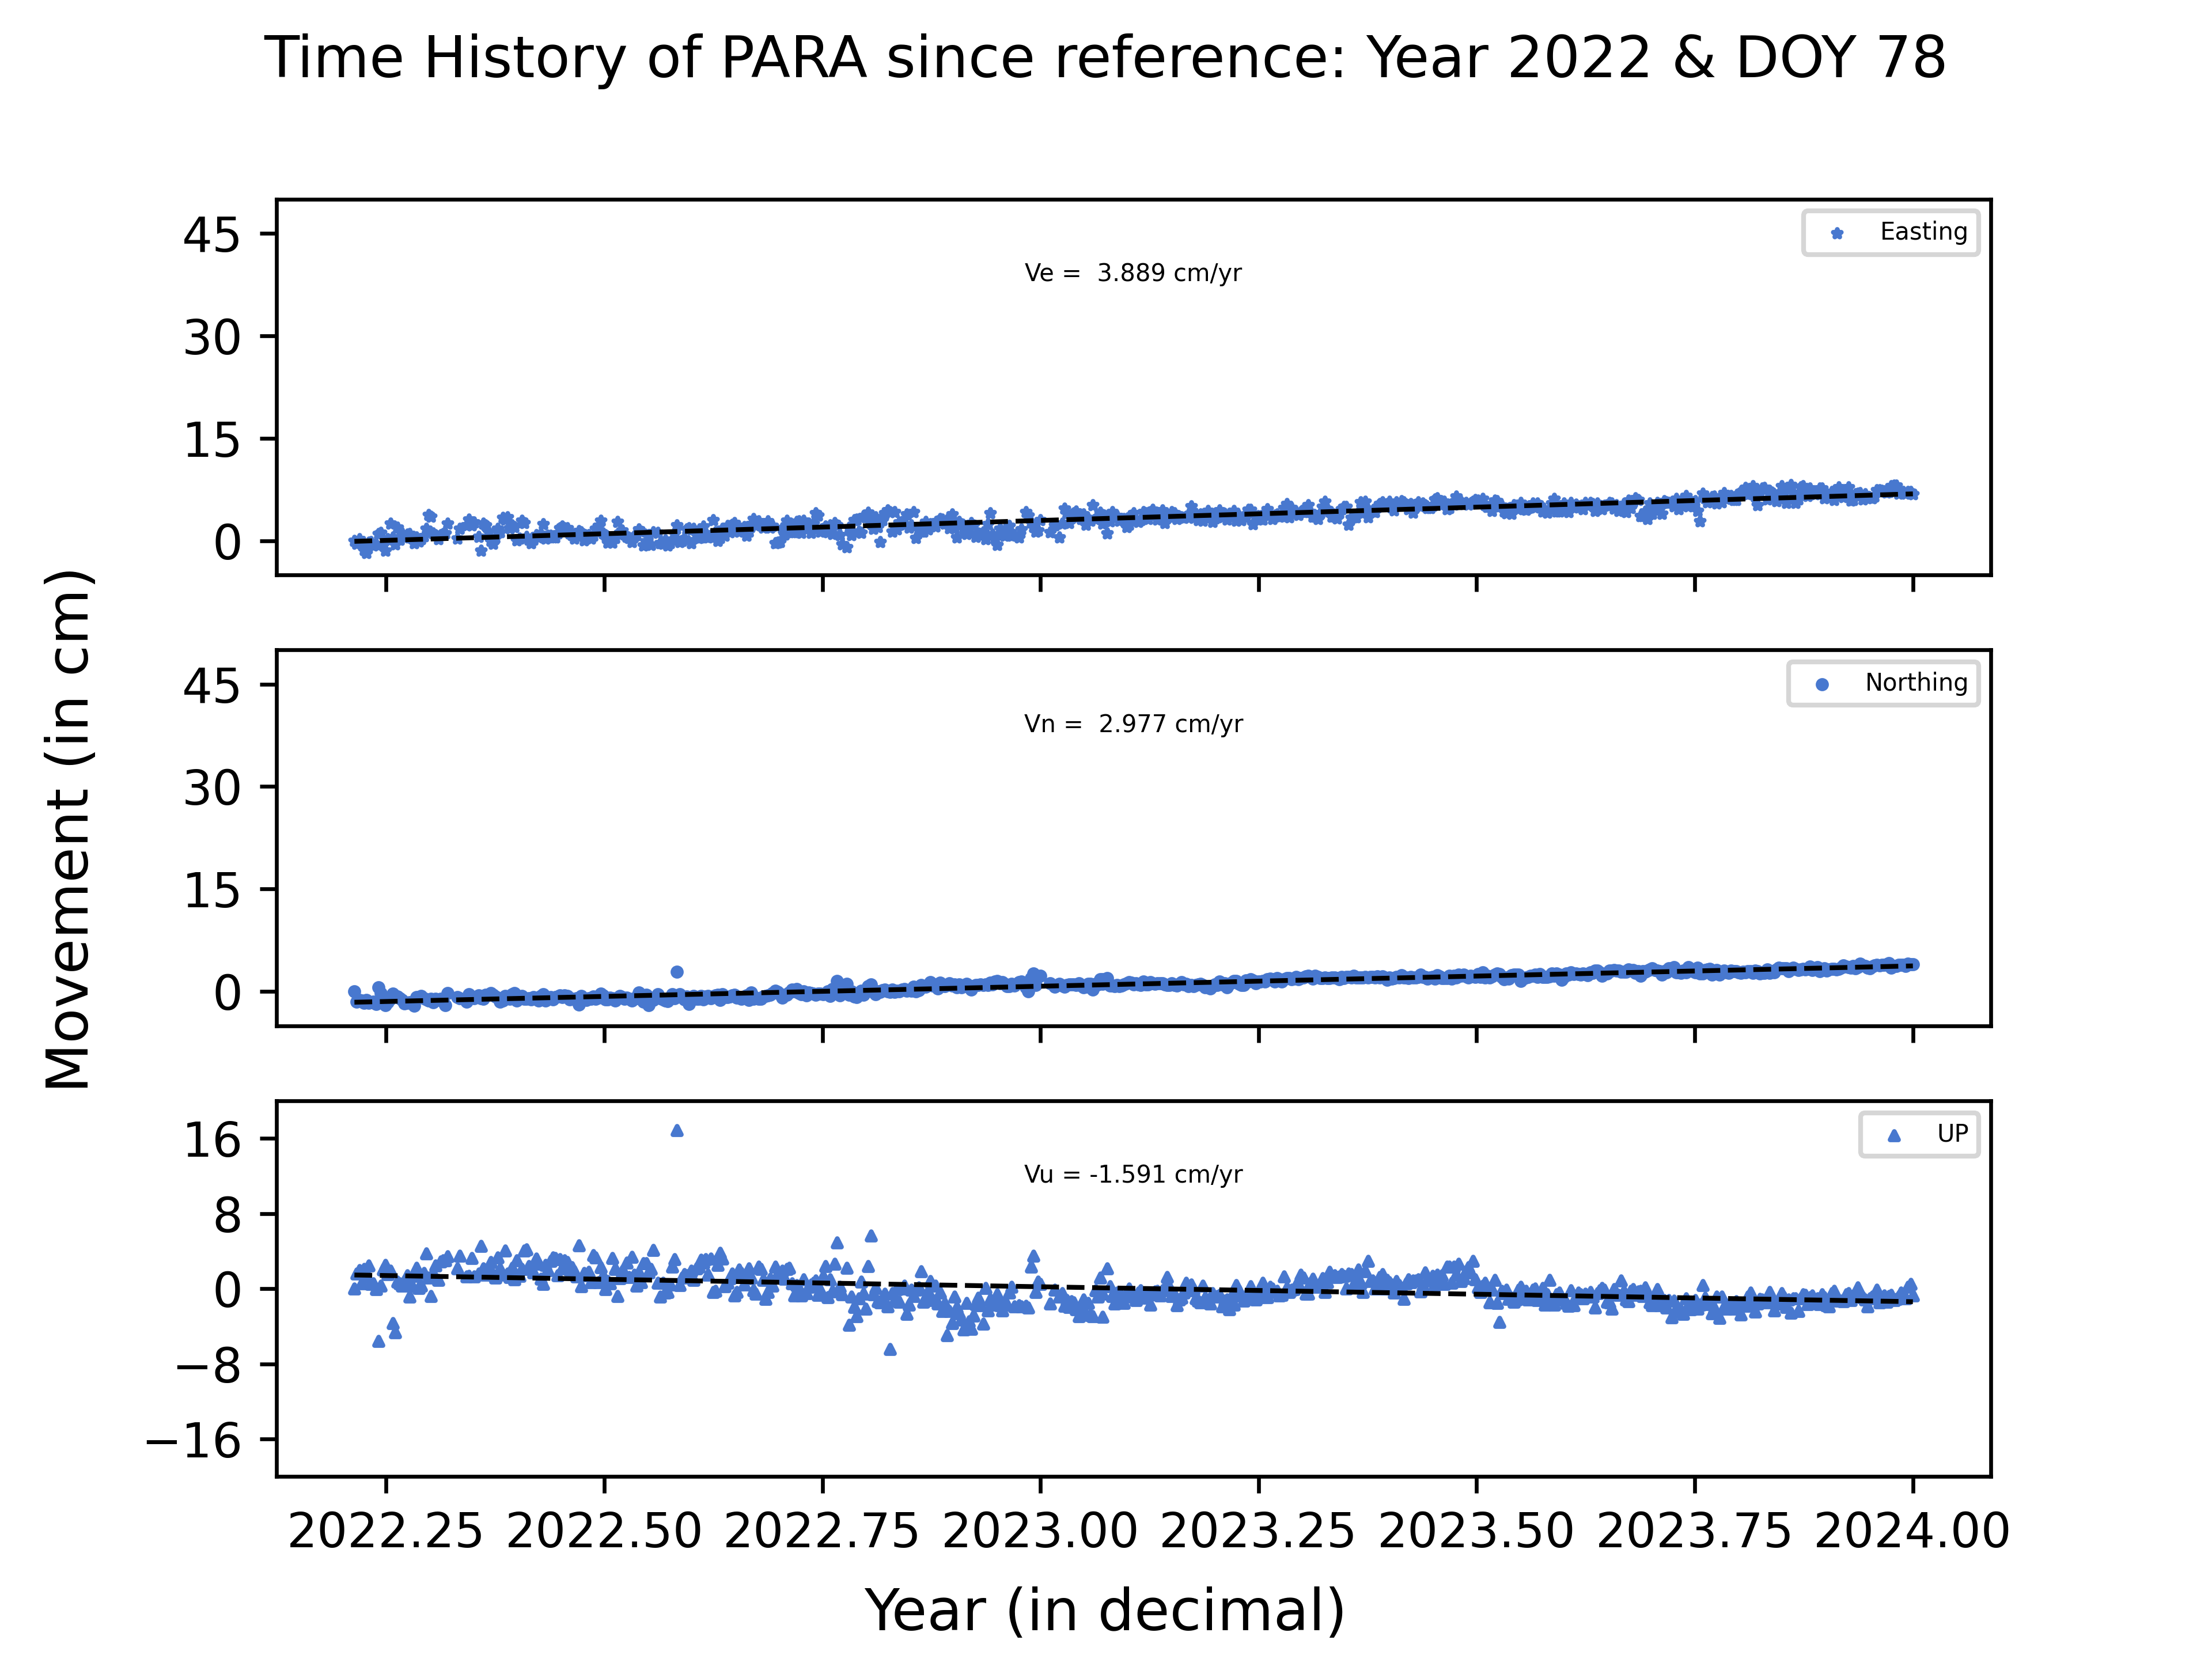 Time History of PARA since reference: Year 2022 & DOY 78
Movement (in cm)
45
30
15
0
Easting
Ve =  3.889 cm/yr
45
30
15
0
Northing
Vn =  2.977 cm/yr
16
8
0
−8
−16
UP
Vu = -1.591 cm/yr
2022.25 2022.50 2022.75 2023.00 2023.25 2023.50 2023.75 2024.00
Year (in decimal)